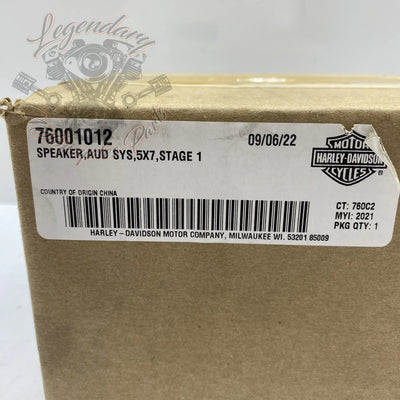 Legendary
Parts
76001012
09/06/22
SPEAKER,AUD SYS,5X7,STAGE 1
MOTOR
HARLEY-DAVIDSON
CYCLES
®
COUNTRY OF ORIGIN CHINA
CT: 760C2
MYI: 2021
PKG QTY: 1
HARLEY-DAVIDSON MOTOR COMPANY, MILWAUKEE WI. 53201 85009